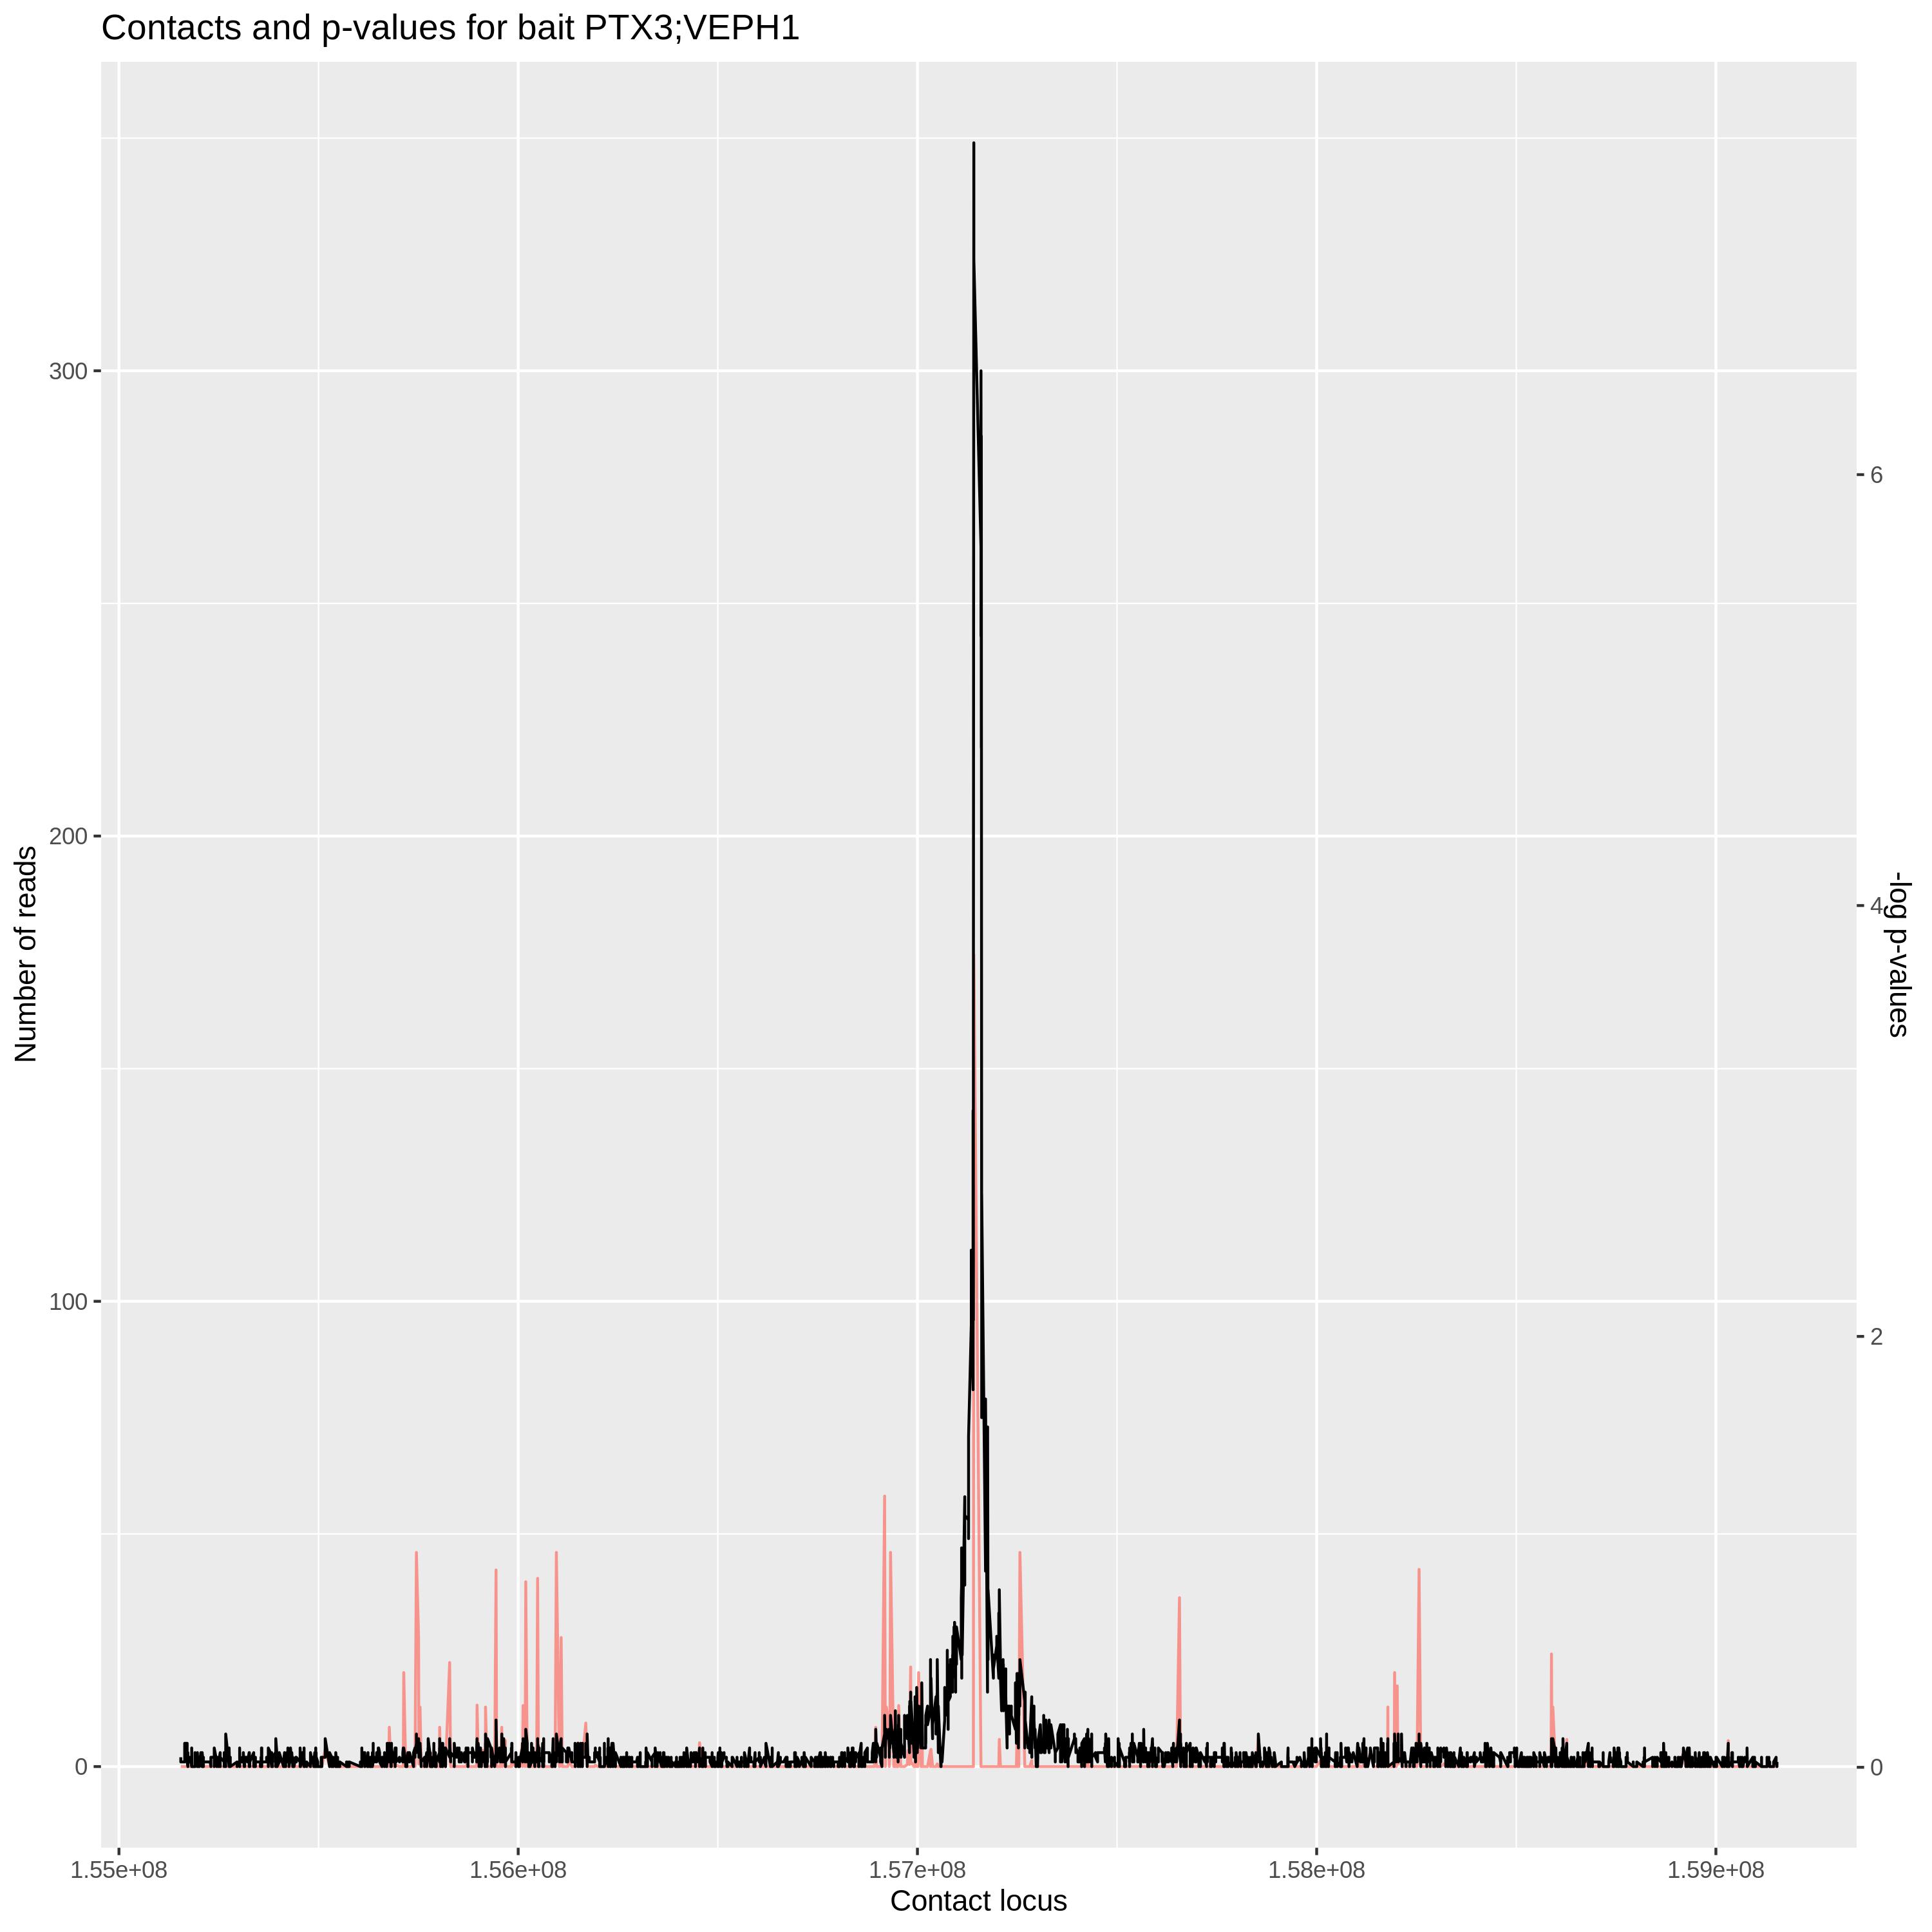 Contacts and p-values for bait PTX3;VEPH1
300
200
100
0
Number of reads
6
4
2
0
-log p-values
1.55e+08 1.56e+08 1.57e+08 1.58e+08 1.59e+08
Contact locus